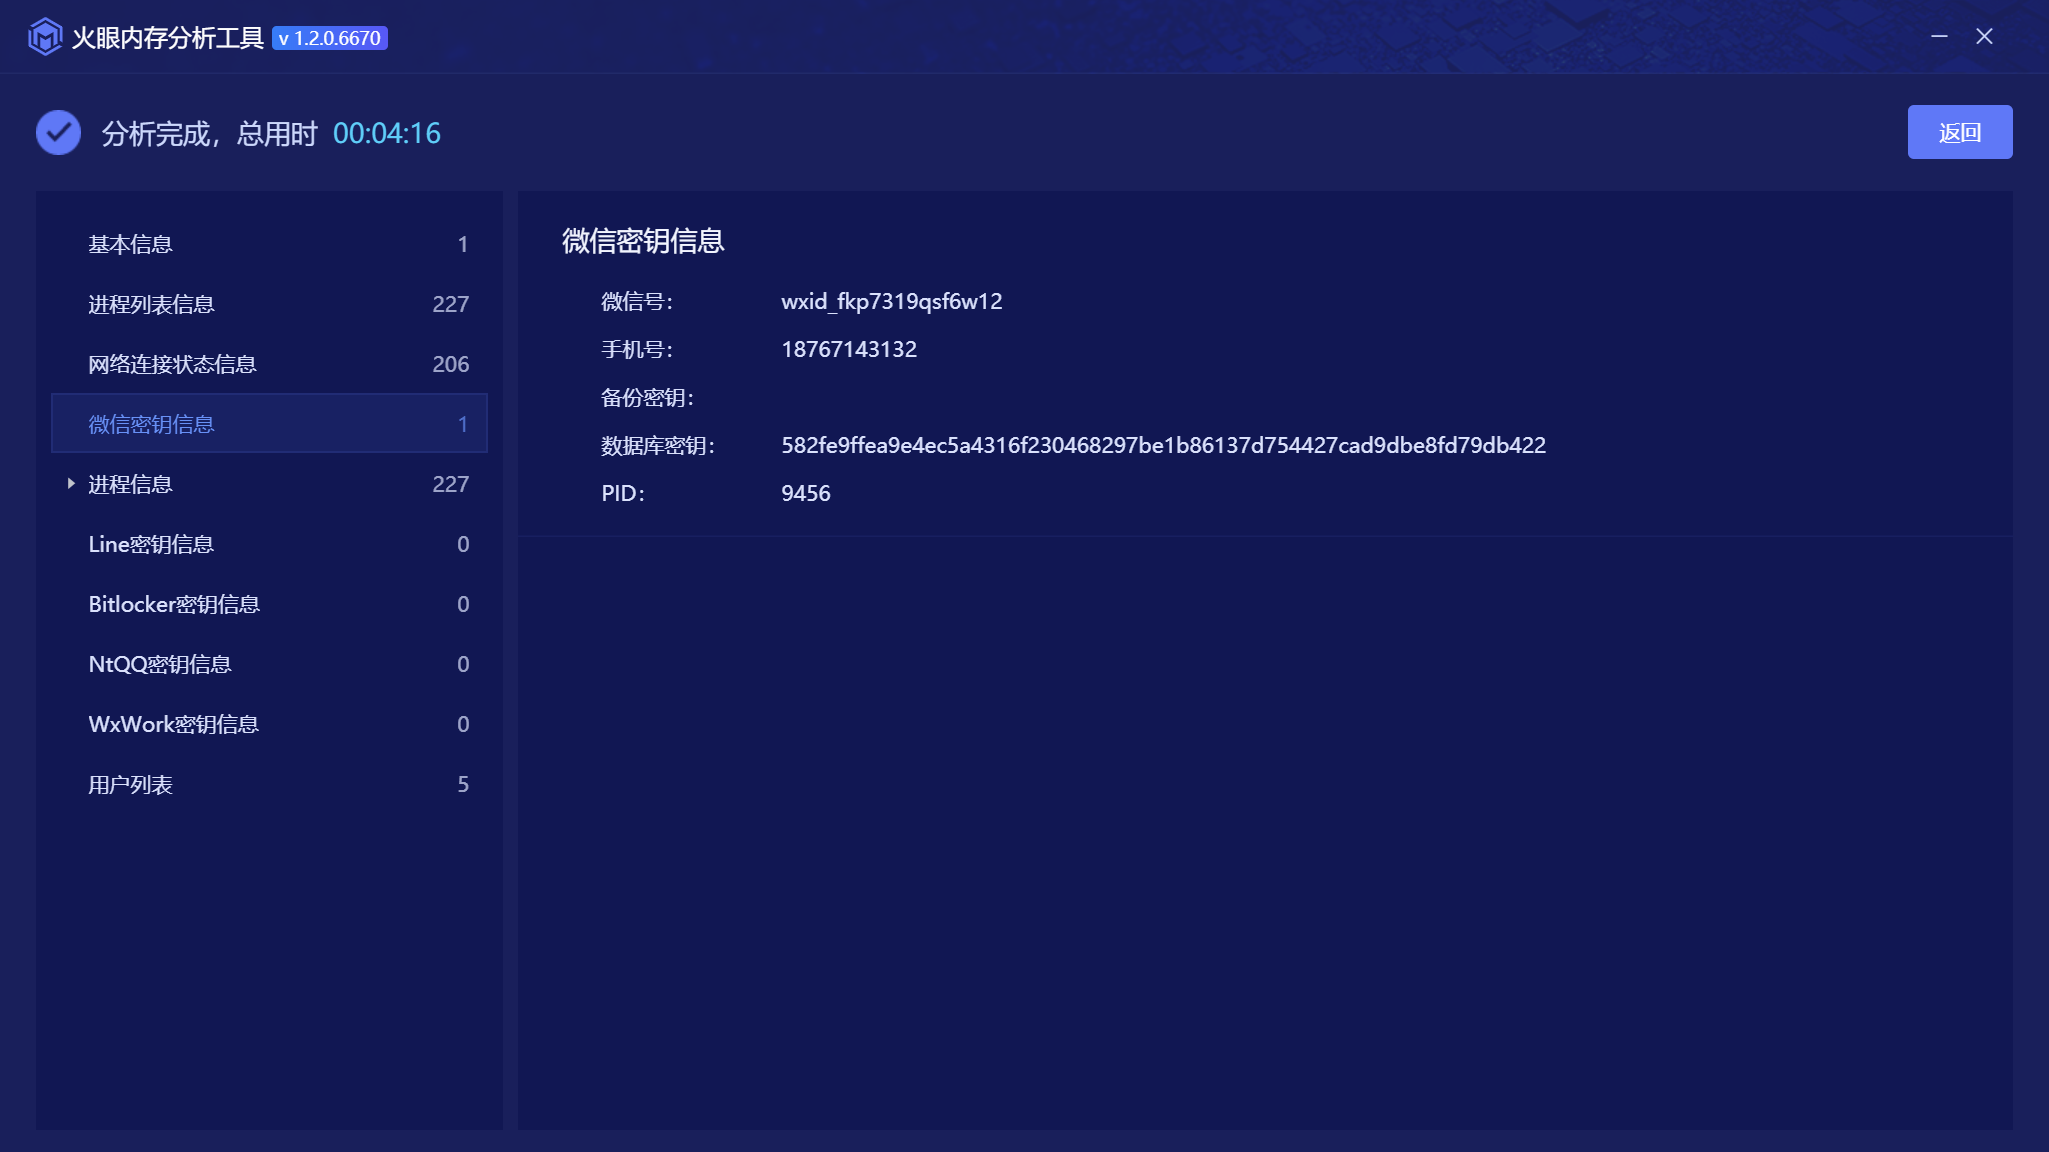 火眼内存分析工具 v 1.2.0.6670
分析完成，总用时 00:04:16
返回
基本信息 1
进程列表信息 227
网络连接状态信息 206
微信密钥信息 1
进程信息 227
Line密钥信息 0
Bitlocker密钥信息 0
NtQQ密钥信息 0
WxWork密钥信息 0
用户列表 5
微信密钥信息
微信号： wxid_fkp7319qsf6w12
手机号： 18767143132
备份密钥：
数据库密钥： 582fe9ffea9e4ec5a4316f230468297be1b86137d754427cad9dbe8fd79db422
PID： 9456